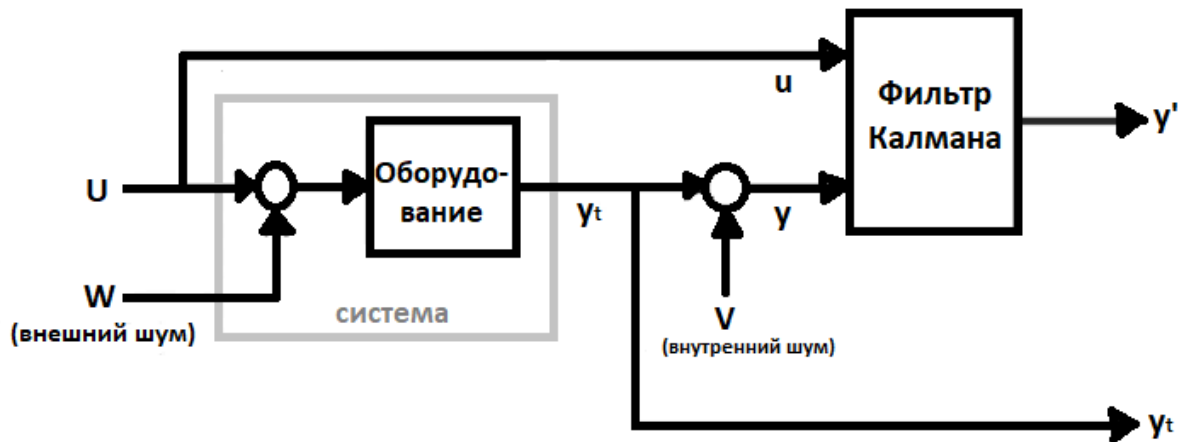 u
Фильтр
Калмана
y'
U
Оборудо-
вание
yt
y
W
(внешний шум)
система
V
(внутренний шум)
yt